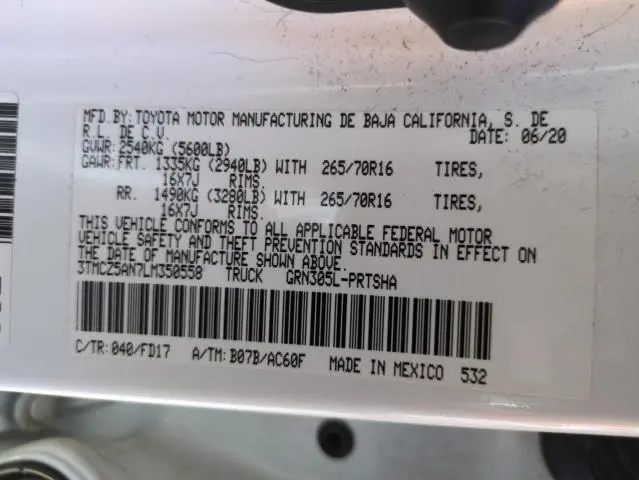 MFD.BY:TOYOTA MOTOR MANUFACTURING DE BAJA CALIFORNIA, S. DE
R.L. DE C.V. DATE: 06/20
GVWR:2540KG (5600LB)
GAWR:FRT. 1335KG (2940LB) WITH 265/70R16 TIRES,
16X7J RIMS.
RR. 1490KG (3280LB) WITH 265/70R16 TIRES,
16X7J RIMS.
THIS VEHICLE CONFORMS TO ALL APPLICABLE FEDERAL MOTOR
VEHICLE SAFETY AND THEFT PREVENTION STANDARDS IN EFFECT ON
THE DATE OF MANUFACTURE SHOWN ABOVE.
3TMCZ5AN7LM350558 TRUCK GRN305L-PRTSHA
C/TR:040/FD17 A/TM:B07B/AC60F MADE IN MEXICO 532